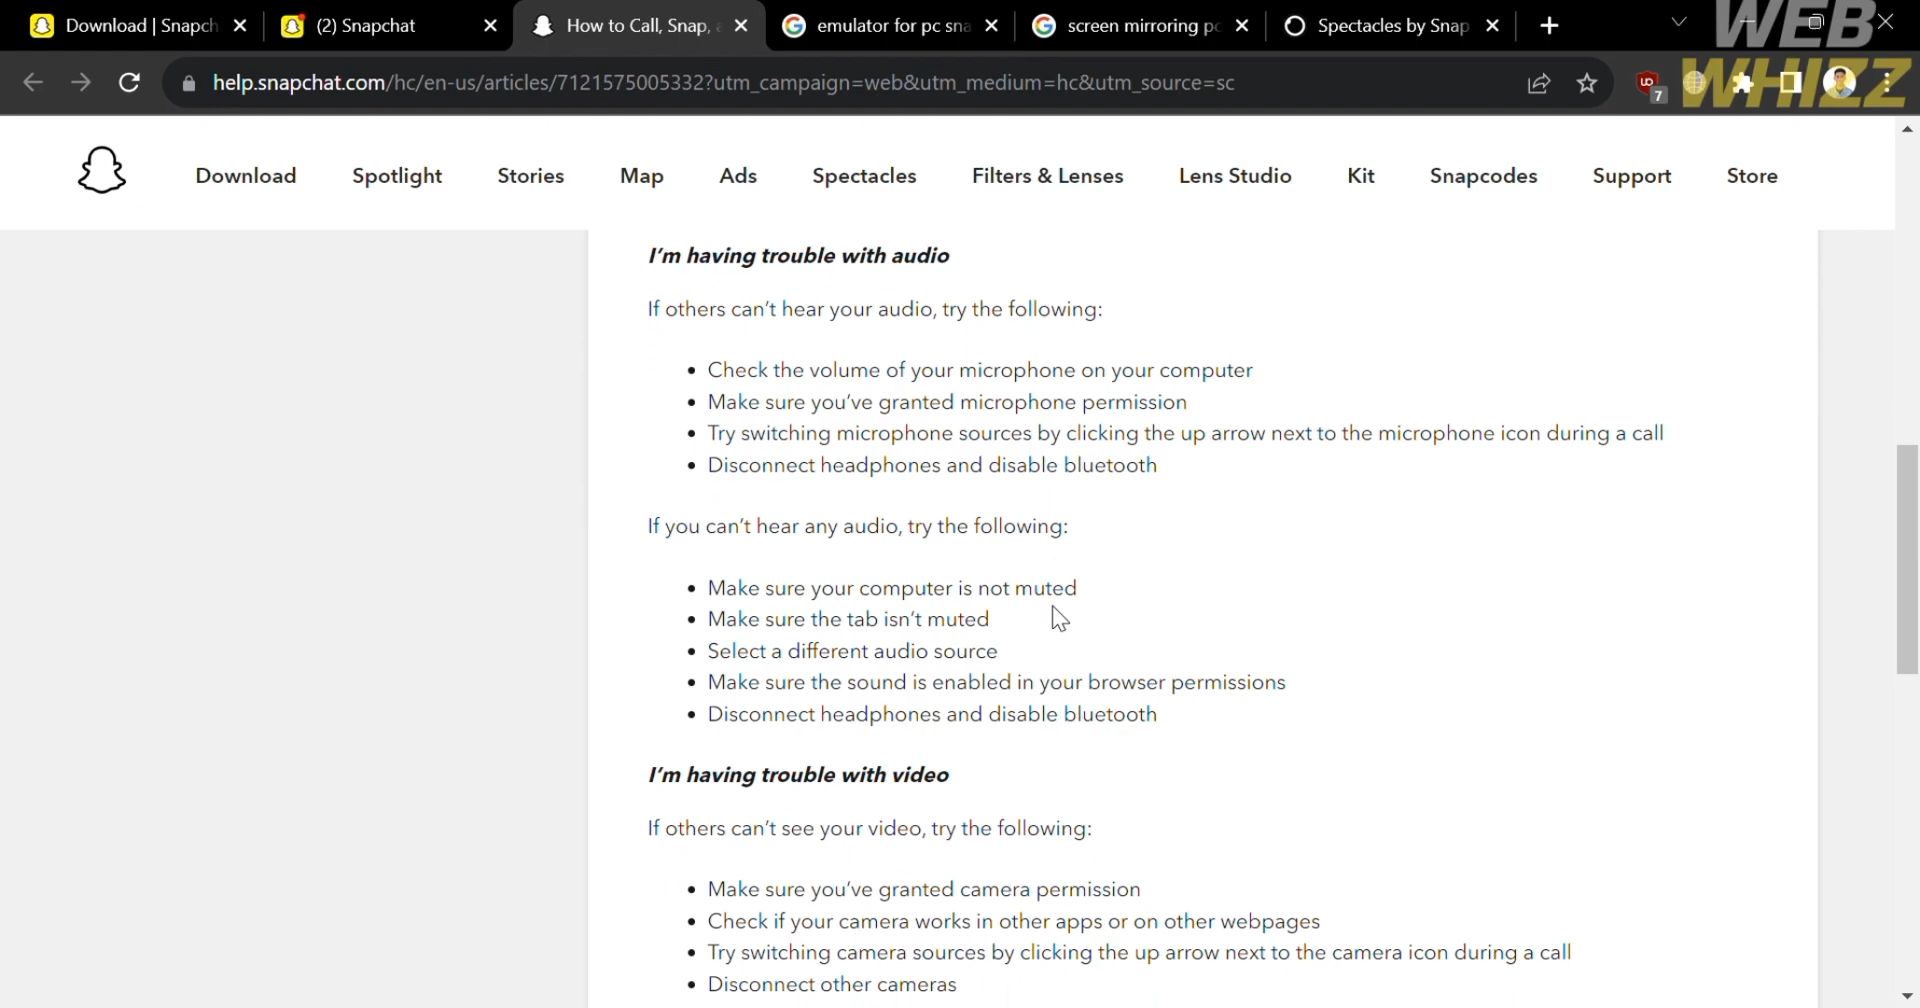 Download | Snapch
(2) Snapchat
How to Call, Snap,
emulator for pc sna
screen mirroring pc
Spectacles by Snap
WEB
WHIZZ
help.snapchat.com/hc/en-us/articles/7121575005332?utm_campaign=web&utm_medium=hc&utm_source=sc
7
Download
Spotlight
Stories
Map
Ads
Spectacles
Filters & Lenses
Lens Studio
Kit
Snapcodes
Support
Store
I'm having trouble with audio
If others can't hear your audio, try the following:
• Check the volume of your microphone on your computer
• Make sure you've granted microphone permission
• Try switching microphone sources by clicking the up arrow next to the microphone icon during a call
• Disconnect headphones and disable bluetooth
If you can't hear any audio, try the following:
• Make sure your computer is not muted
• Make sure the tab isn't muted
• Select a different audio source
• Make sure the sound is enabled in your browser permissions
• Disconnect headphones and disable bluetooth
I'm having trouble with video
If others can't see your video, try the following:
• Make sure you've granted camera permission
• Check if your camera works in other apps or on other webpages
• Try switching camera sources by clicking the up arrow next to the camera icon during a call
• Disconnect other cameras